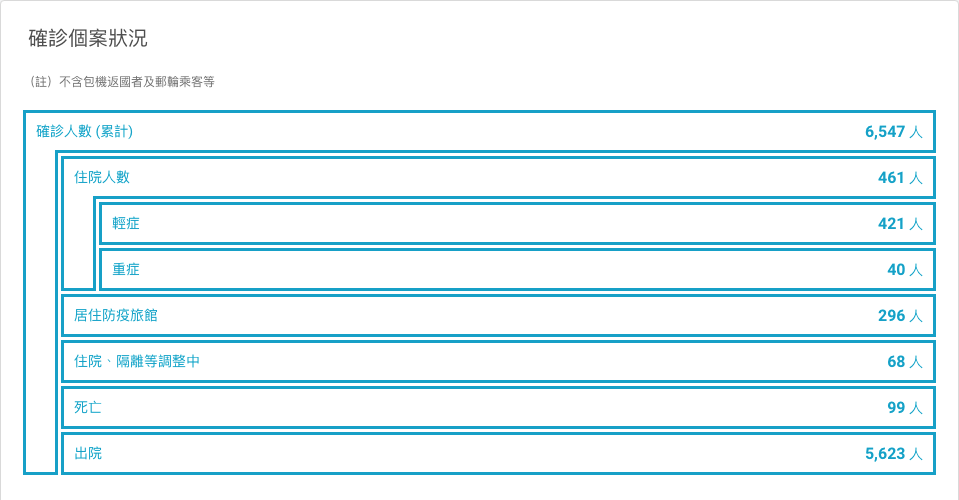 確診個案狀況
（註）不含包機返國者及郵輪乘客等
確診人數 (累計) 6,547 人
住院人數 461 人
輕症 421 人
重症 40 人
居住防疫旅館 296 人
住院、隔離等調整中 68 人
死亡 99 人
出院 5,623 人